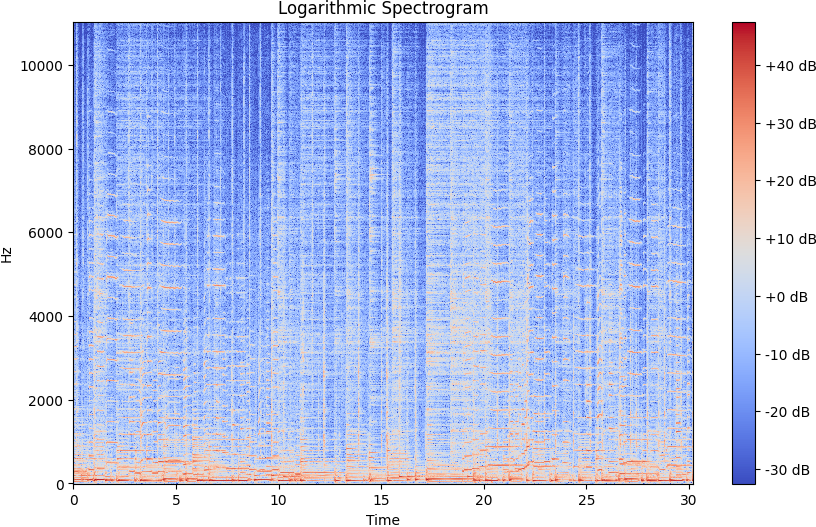 Logarithmic Spectrogram
Hz
10000
8000
6000
4000
2000
0
0 5 10 15 20 25 30
Time
+40 dB
+30 dB
+20 dB
+10 dB
+0 dB
-10 dB
-20 dB
-30 dB